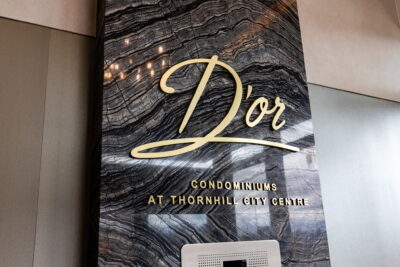 D'or
CONDOMINIUMS
AT THORNHILL CITY CENTRE